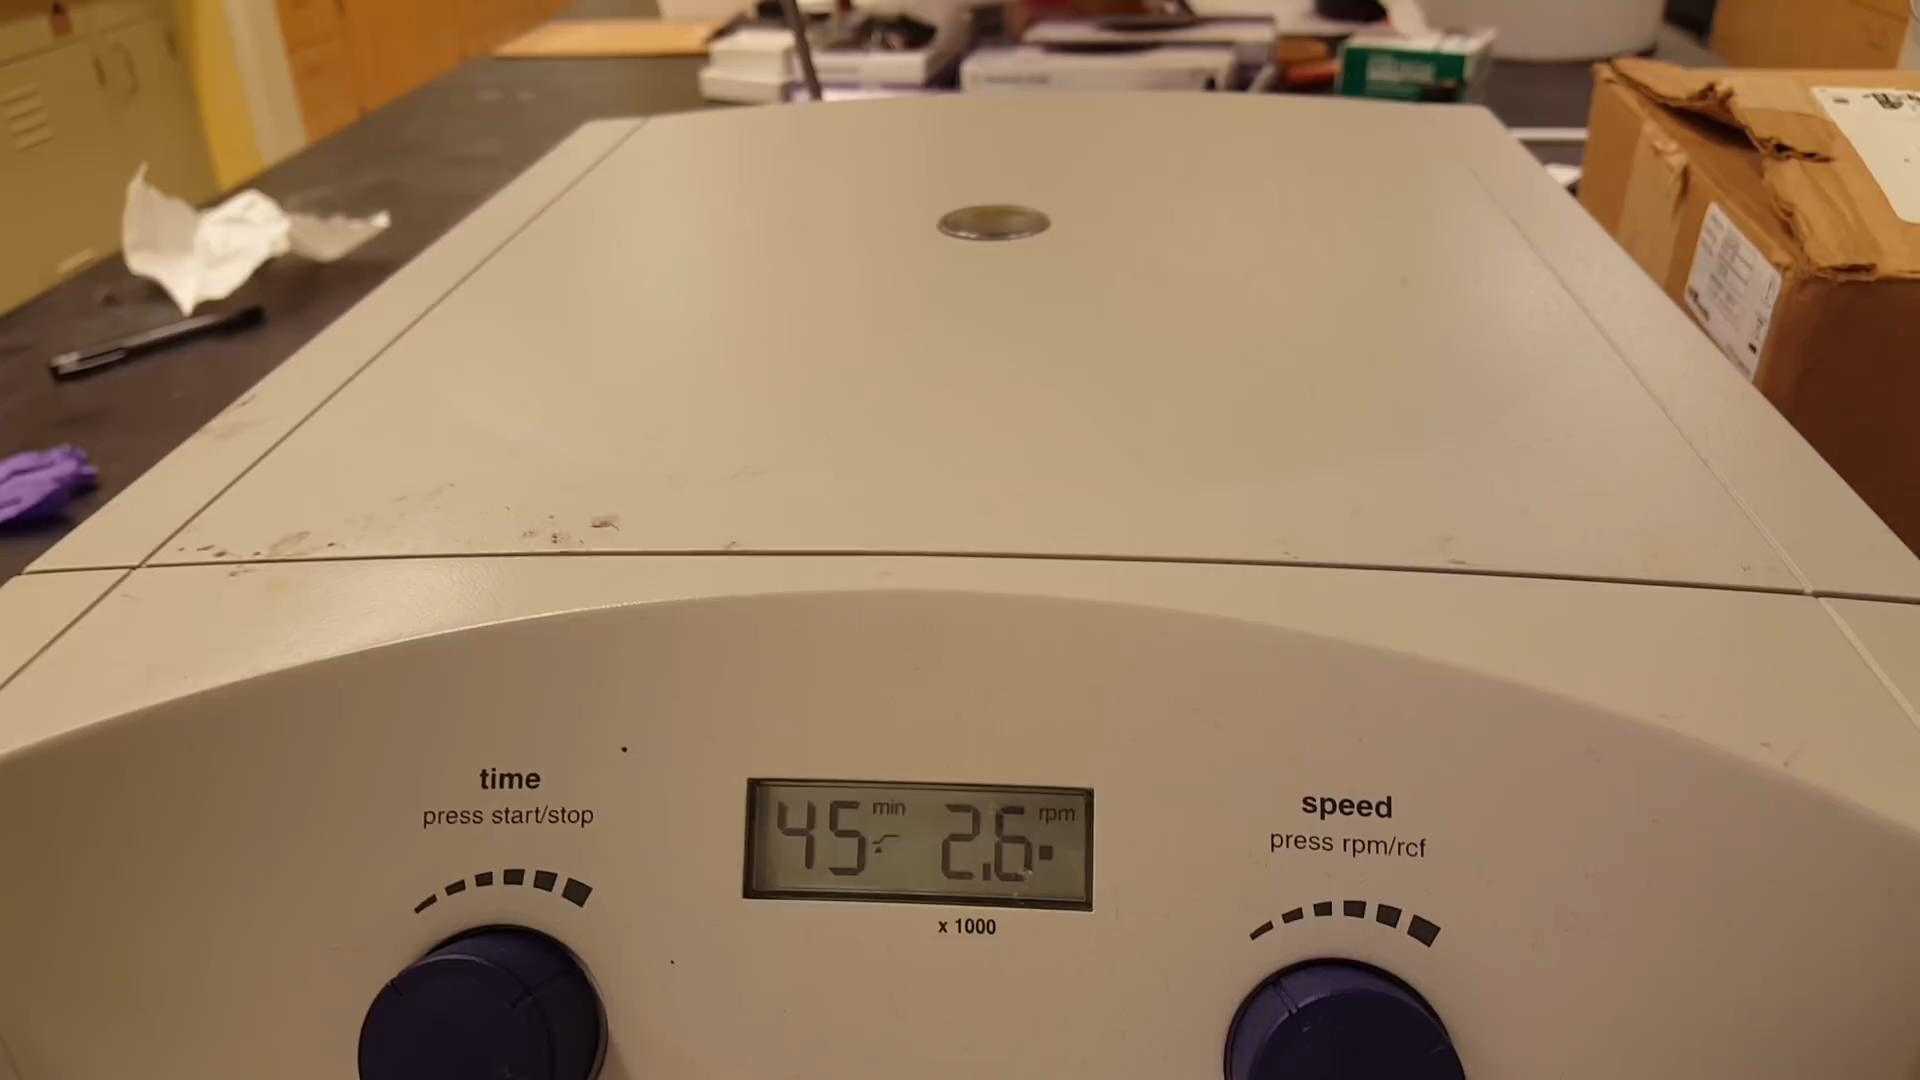 time
press start/stop
45 min 2.6 rpm
x 1000
speed
press rpm/rcf